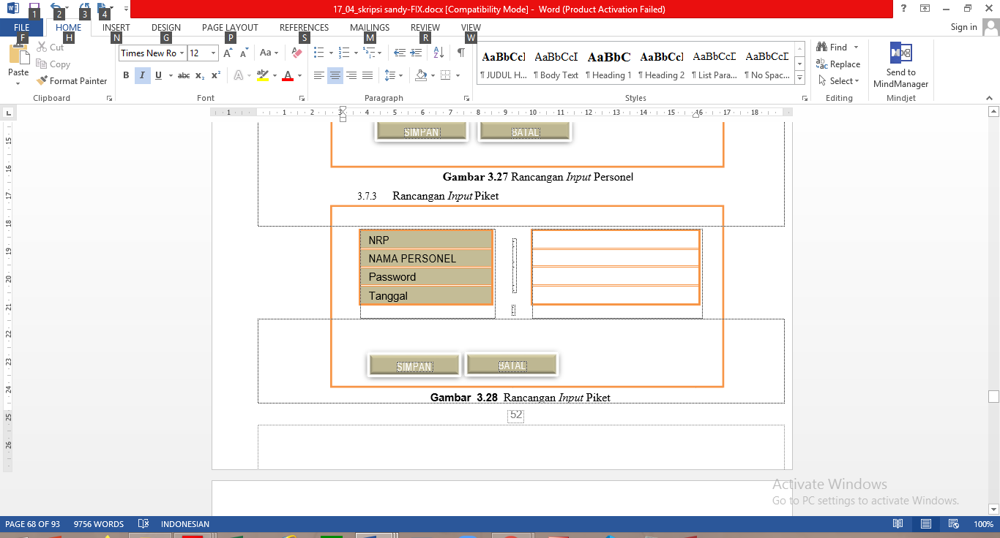 17_04_skripsi sandy-FIX.docx [Compatibility Mode] - Word (Product Activation Failed)
1 2 3 4
FILE HOME INSERT DESIGN PAGE LAYOUT REFERENCES MAILINGS REVIEW VIEW Sign in
F H N G P S M R W
Paste
Cut
Copy
Format Painter
Clipboard
Times New Ro 12
B I U abc
Font
Paragraph
AaBbCcl AaBbCcI AaBbC AaBbCcl AaBbCcE AaBbCcE
¶ JUDUL H... ¶ Body Text ¶ Heading 1 ¶ Heading 2 ¶ List Para... ¶ No Spac...
Styles
Find
Replace
Select
Editing
Send to
MindManager
Mindjet
1 1 2 3 4 5 6 7 8 9 10 11 12 13 14 15 16 17 18
15
16
17
18
19
20
21
22
23
24
25
26
SIMPAN BATAL
Gambar 3.27 Rancangan Input Personel
3.7.3 Rancangan Input Piket
NRP
NAMA PERSONEL
Password
Tanggal
SIMPAN BATAL
Gambar 3.28 Rancangan Input Piket
52
Activate Windows
Go to PC settings to activate Windows.
PAGE 68 OF 93 9756 WORDS INDONESIAN 100%